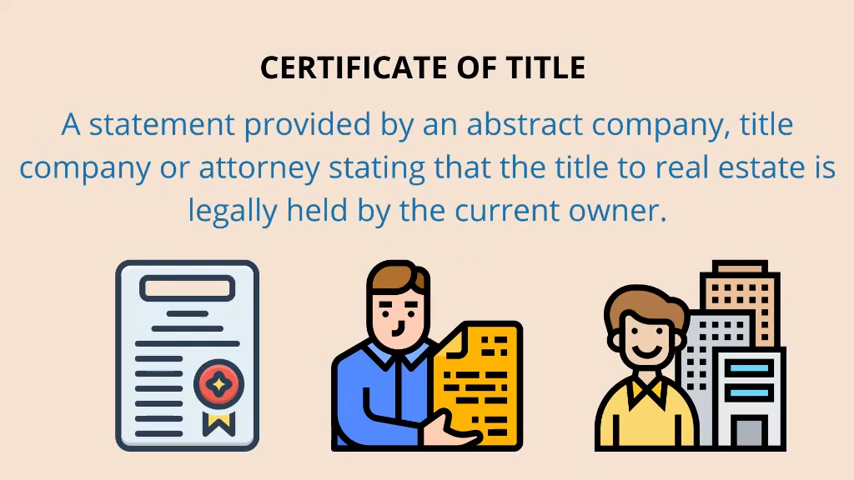 CERTIFICATE OF TITLE
A statement provided by an abstract company, title
company or attorney stating that the title to real estate is
legally held by the current owner.